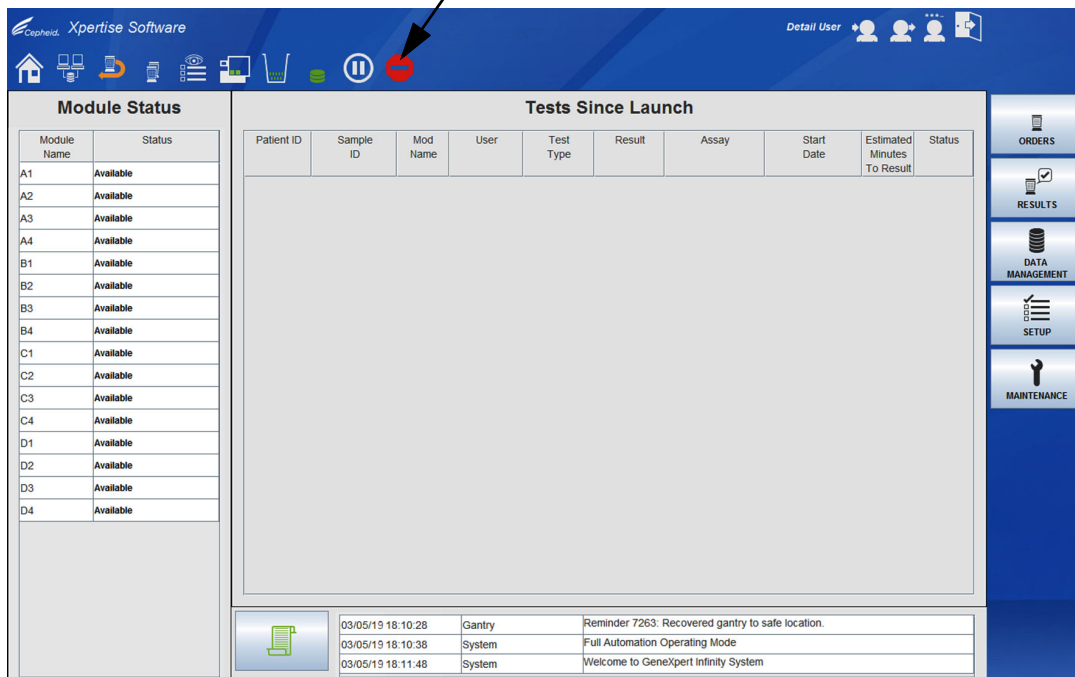 Cepheid. Xpertise Software
Detail User
Module Status
Module Name
Status
A1 Available
A2 Available
A3 Available
A4 Available
B1 Available
B2 Available
B3 Available
B4 Available
C1 Available
C2 Available
C3 Available
C4 Available
D1 Available
D2 Available
D3 Available
D4 Available
Tests Since Launch
Patient ID
Sample
ID
Mod
Name
User
Test
Type
Result
Assay
Start
Date
Estimated
Minutes
To Result
Status
03/05/19 18:10:28 Gantry Reminder 7263: Recovered gantry to safe location.
03/05/19 18:10:38 System Full Automation Operating Mode
03/05/19 18:11:48 System Welcome to GeneXpert Infinity System
ORDERS
RESULTS
DATA
MANAGEMENT
SETUP
MAINTENANCE